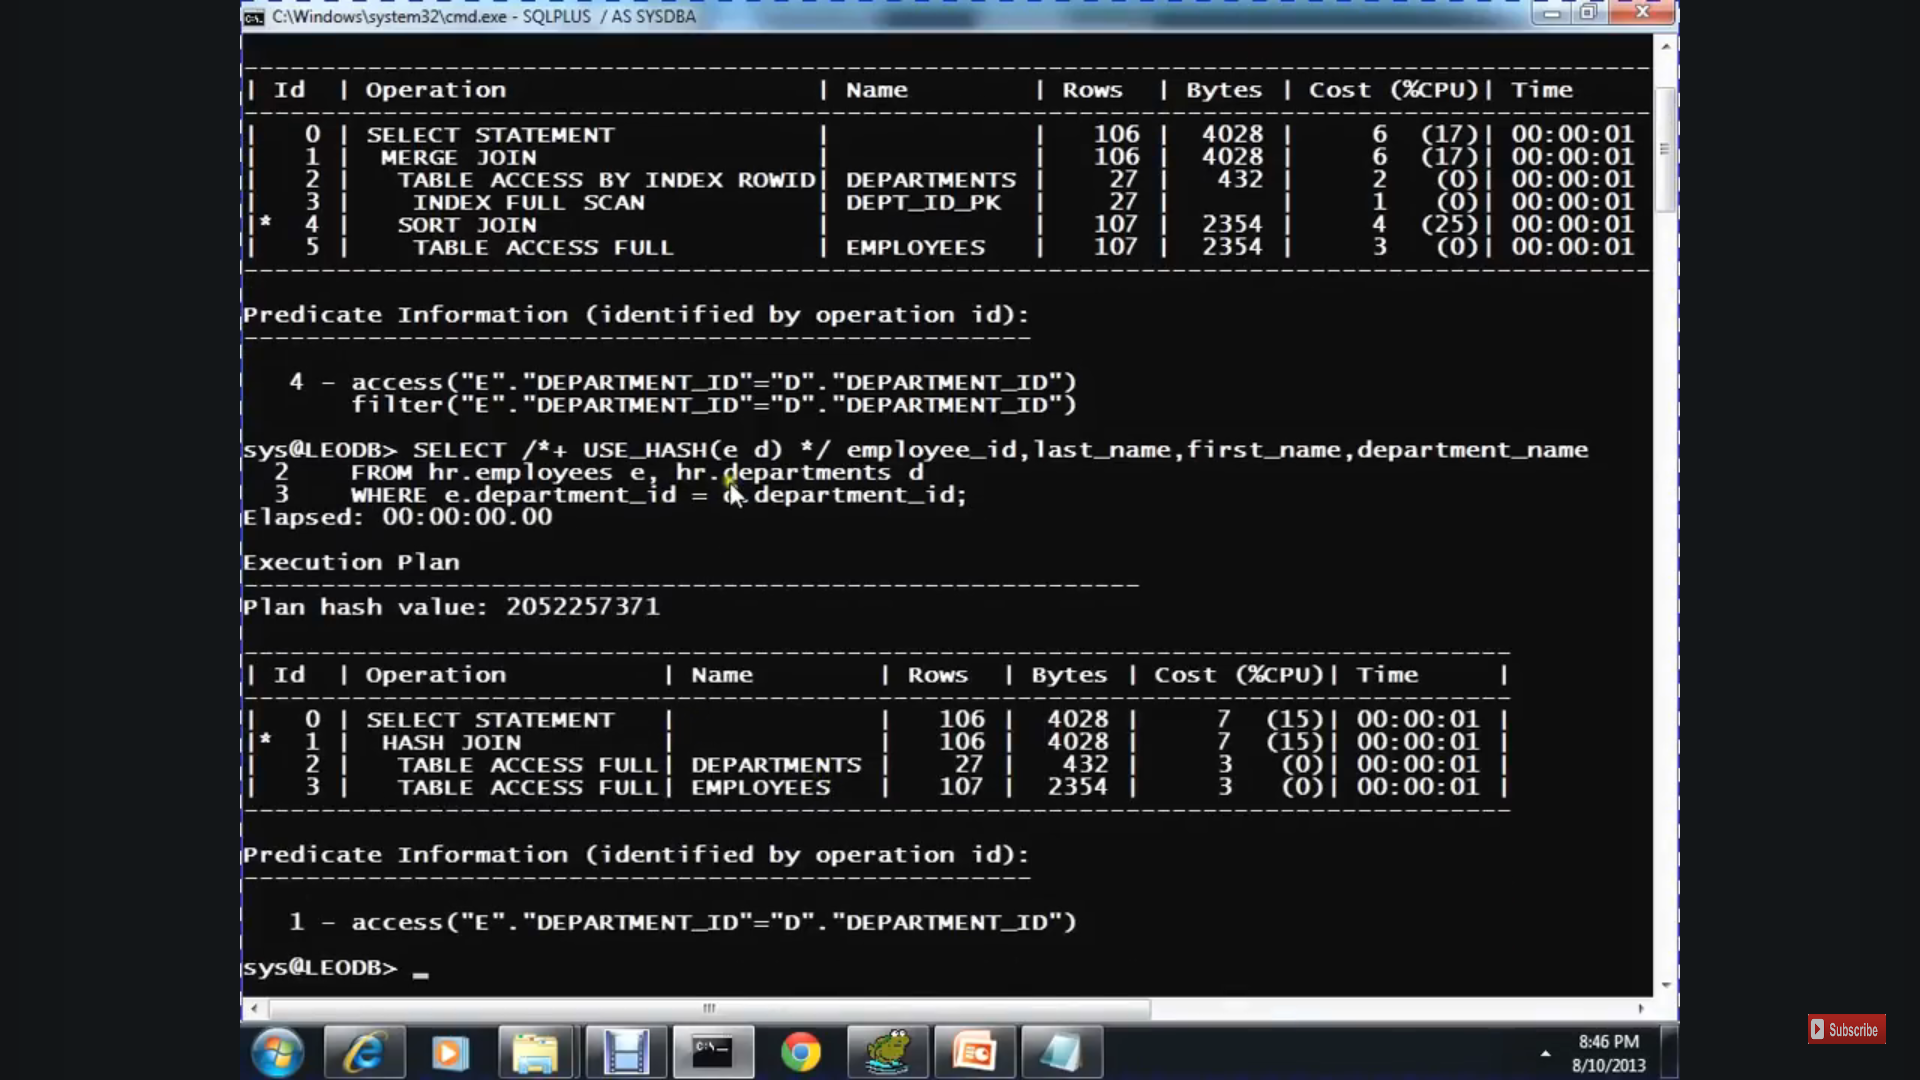 C:\Windows\system32\cmd.exe - SQLPLUS / AS SYSDBA
| Id | Operation | Name | Rows | Bytes | Cost (%CPU)| Time
| 0 | SELECT STATEMENT | | 106 | 4028 | 6 (17)| 00:00:01
| 1 | MERGE JOIN | | 106 | 4028 | 6 (17)| 00:00:01
| 2 | TABLE ACCESS BY INDEX ROWID| DEPARTMENTS | 27 | 432 | 2 (0)| 00:00:01
| 3 | INDEX FULL SCAN | DEPT_ID_PK | 27 | | 1 (0)| 00:00:01
|* 4 | SORT JOIN | | 107 | 2354 | 4 (25)| 00:00:01
| 5 | TABLE ACCESS FULL | EMPLOYEES | 107 | 2354 | 3 (0)| 00:00:01
Predicate Information (identified by operation id):
4 - access("E"."DEPARTMENT_ID"="D"."DEPARTMENT_ID")
filter("E"."DEPARTMENT_ID"="D"."DEPARTMENT_ID")
sys@LEODB> SELECT /*+ USE_HASH(e d) */ employee_id,last_name,first_name,department_name
2 FROM hr.employees e, hr.departments d
3 WHERE e.department_id = d.department_id;
Elapsed: 00:00:00.00
Execution Plan
Plan hash value: 2052257371
| Id | Operation | Name | Rows | Bytes | Cost (%CPU)| Time |
| 0 | SELECT STATEMENT | | 106 | 4028 | 7 (15)| 00:00:01 |
|* 1 | HASH JOIN | | 106 | 4028 | 7 (15)| 00:00:01 |
| 2 | TABLE ACCESS FULL| DEPARTMENTS | 27 | 432 | 3 (0)| 00:00:01 |
| 3 | TABLE ACCESS FULL| EMPLOYEES | 107 | 2354 | 3 (0)| 00:00:01 |
Predicate Information (identified by operation id):
1 - access("E"."DEPARTMENT_ID"="D"."DEPARTMENT_ID")
sys@LEODB> _
8:46 PM
8/10/2013
Subscribe